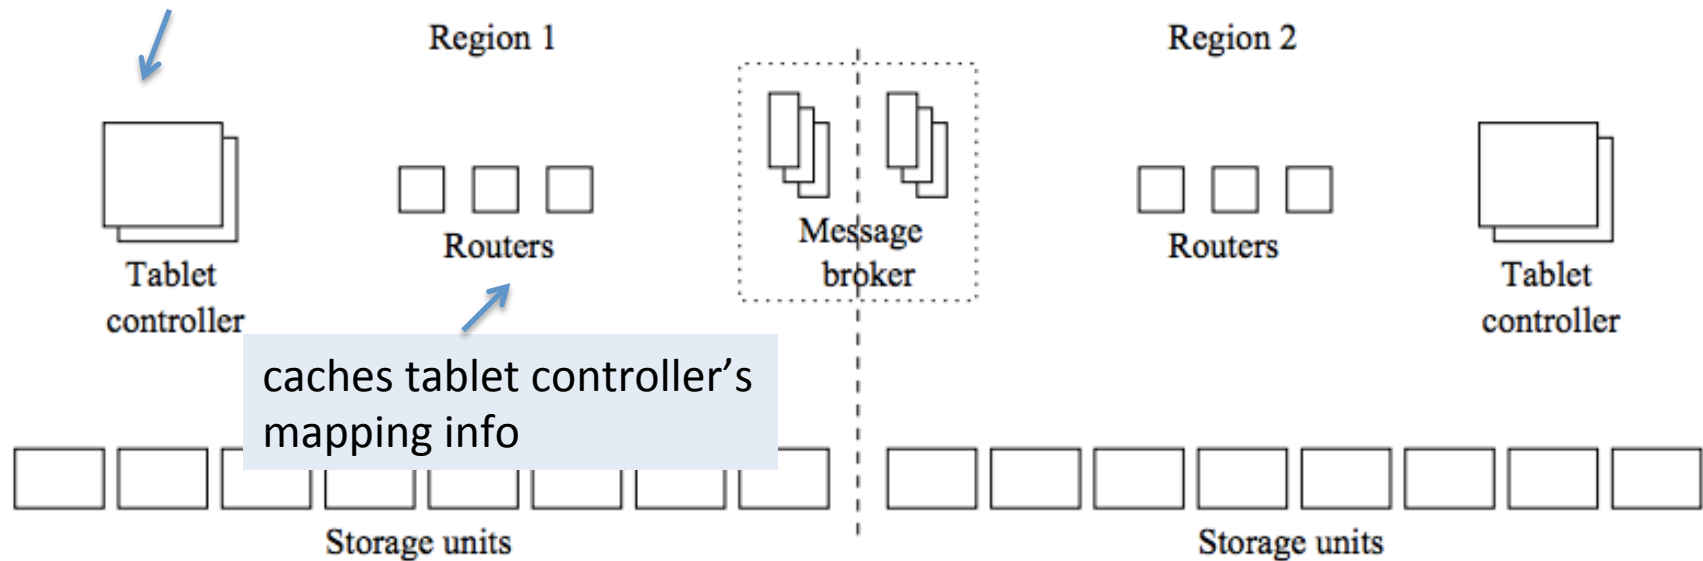 Region 1
Region 2
Message
broker
Routers
Routers
Tablet
controller
Tablet
controller
caches tablet controller’s
mapping info
Storage units
Storage units